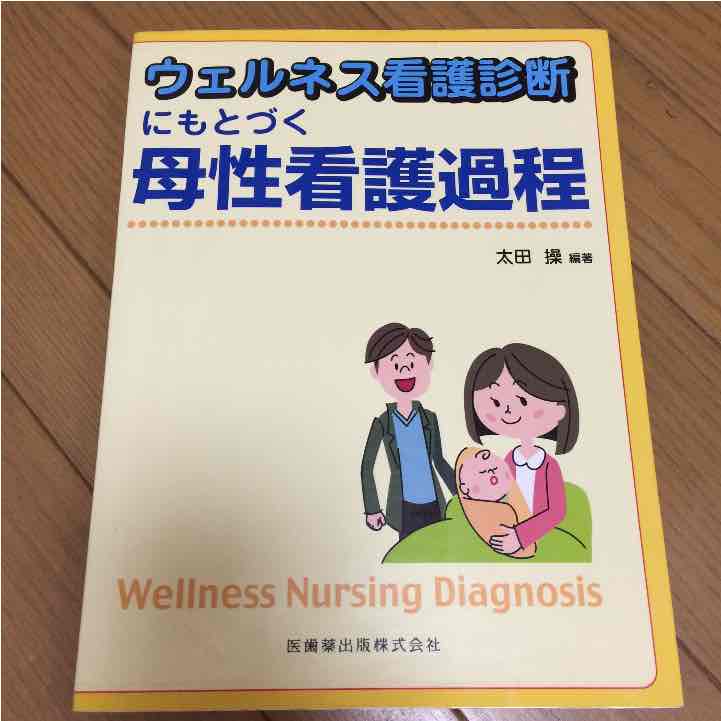 ウェルネス看護診断
にもとづく
母性看護過程
太田 操 編著
Wellness Nursing Diagnosis
医歯薬出版株式会社